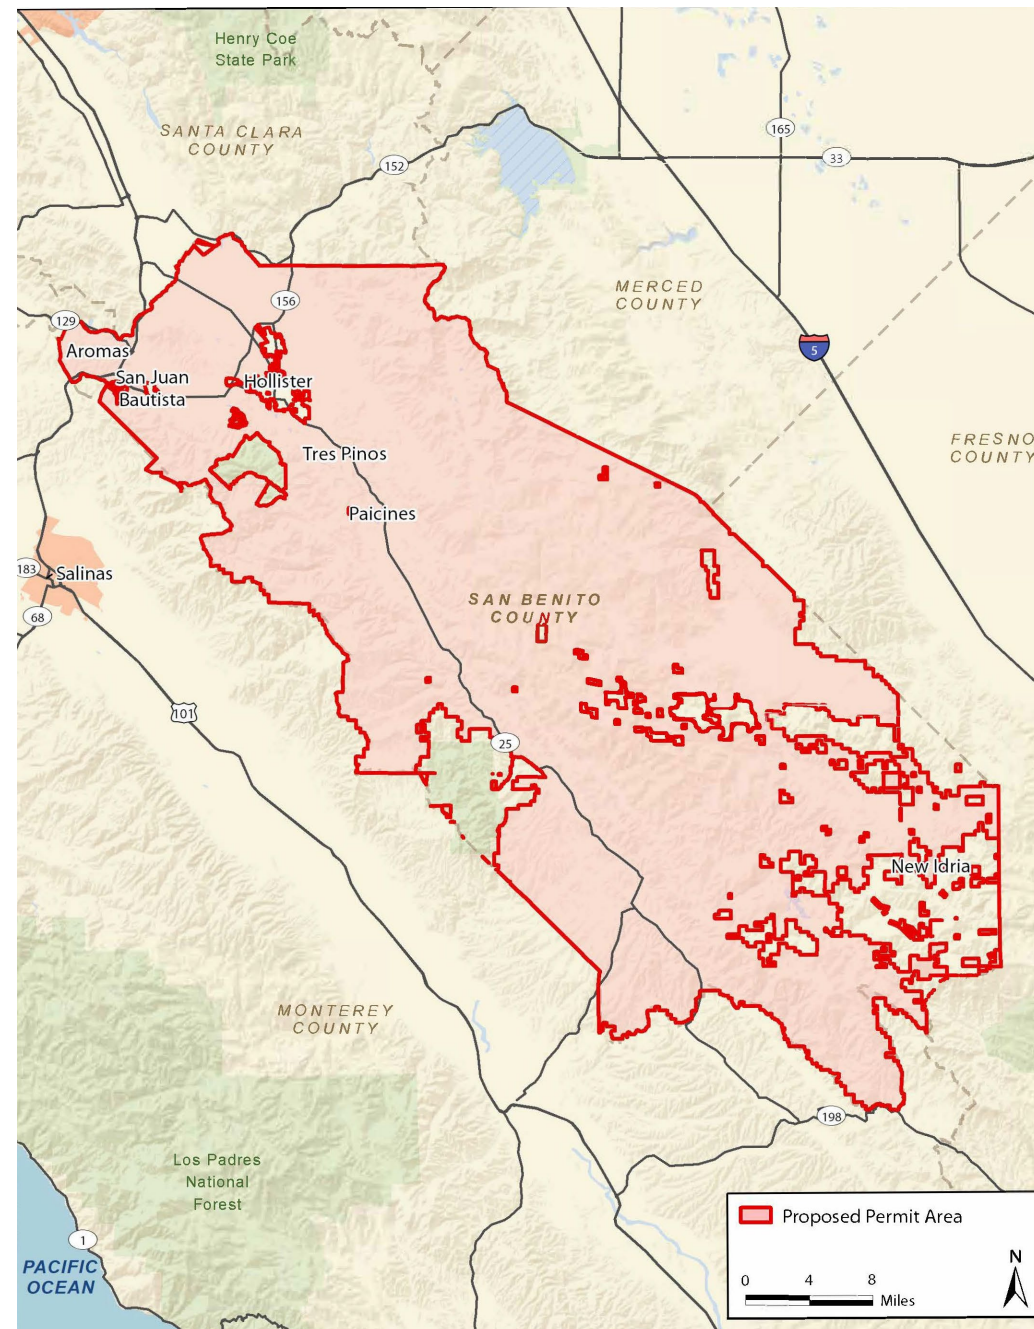 Henry Coe
State Park
SANTA CLARA
COUNTY
165
152
33
MERCED
COUNTY
156
129
5
Aromas
San Juan
Bautista
Hollister
FRESNO
COUNTY
Tres Pinos
Paicines
183
Salinas
68
SAN BENITO
COUNTY
101
25
New Idria
MONTEREY
COUNTY
198
Los Padres
National
Forest
1
PACIFIC
OCEAN
Proposed Permit Area
N
0 4 8
Miles